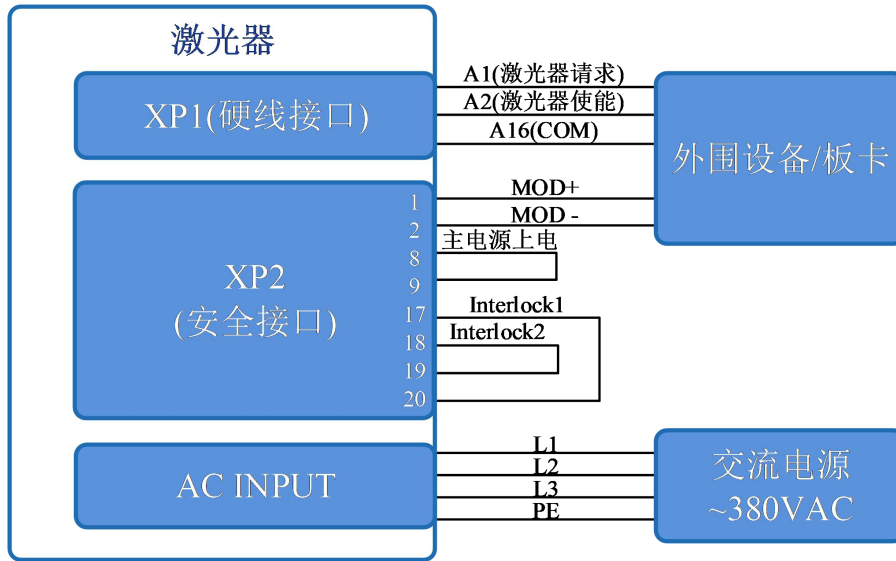 激光器
XP1(硬线接口)
A1(激光器请求)
A2(激光器使能)
A16(COM)
外围设备/板卡
XP2
(安全接口)
1
2
8
9
17
18
19
20
MOD+
MOD -
主电源上电
Interlock1
Interlock2
AC INPUT
L1
L2
L3
PE
交流电源
~380VAC